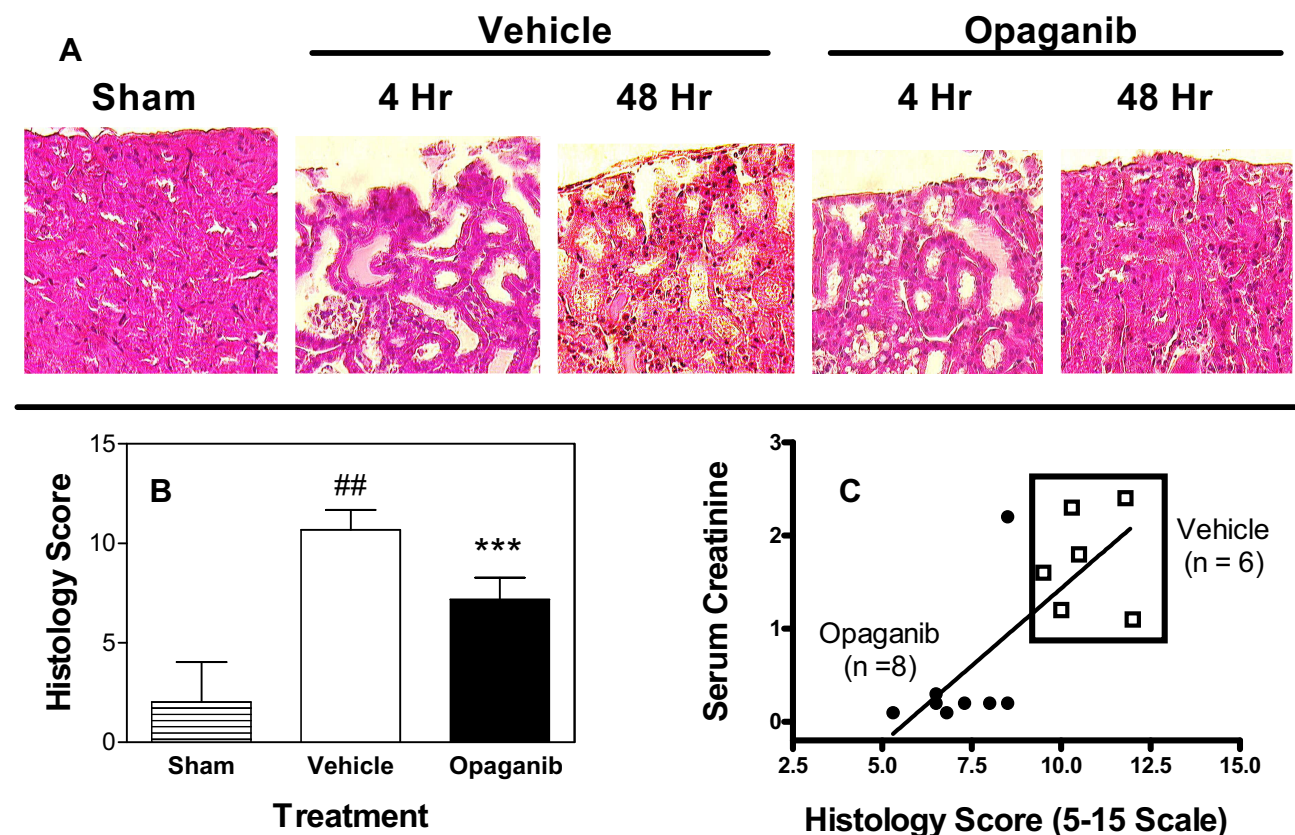 A
Vehicle
Opaganib
Sham
4 Hr
48 Hr
4 Hr
48 Hr
B
Histology Score
15
10
5
0
##
***
Sham
Vehicle
Opaganib
Treatment
C
Serum Creatinine
3
2
1
0
Vehicle
(n = 6)
Opaganib
(n =8)
2.5
5.0
7.5
10.0
12.5
15.0
Histology Score (5-15 Scale)